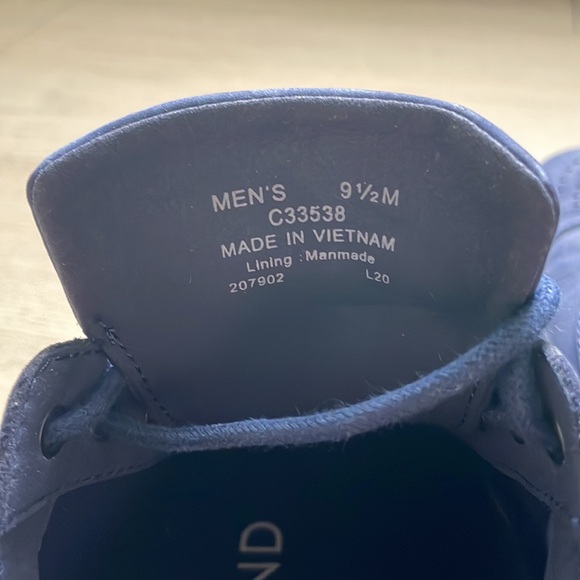 MEN'S 9½M
C33538
MADE IN VIETNAM
Lining : Manmade
207902 L20